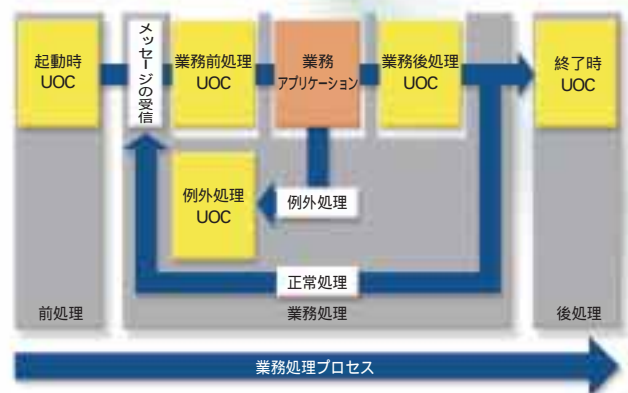 起動時
UOC
メッセージの受信
業務前処理
UOC
業務
アプリケーション
業務後処理
UOC
終了時
UOC
例外処理
UOC
例外処理
正常処理
前処理
業務処理
後処理
業務処理プロセス